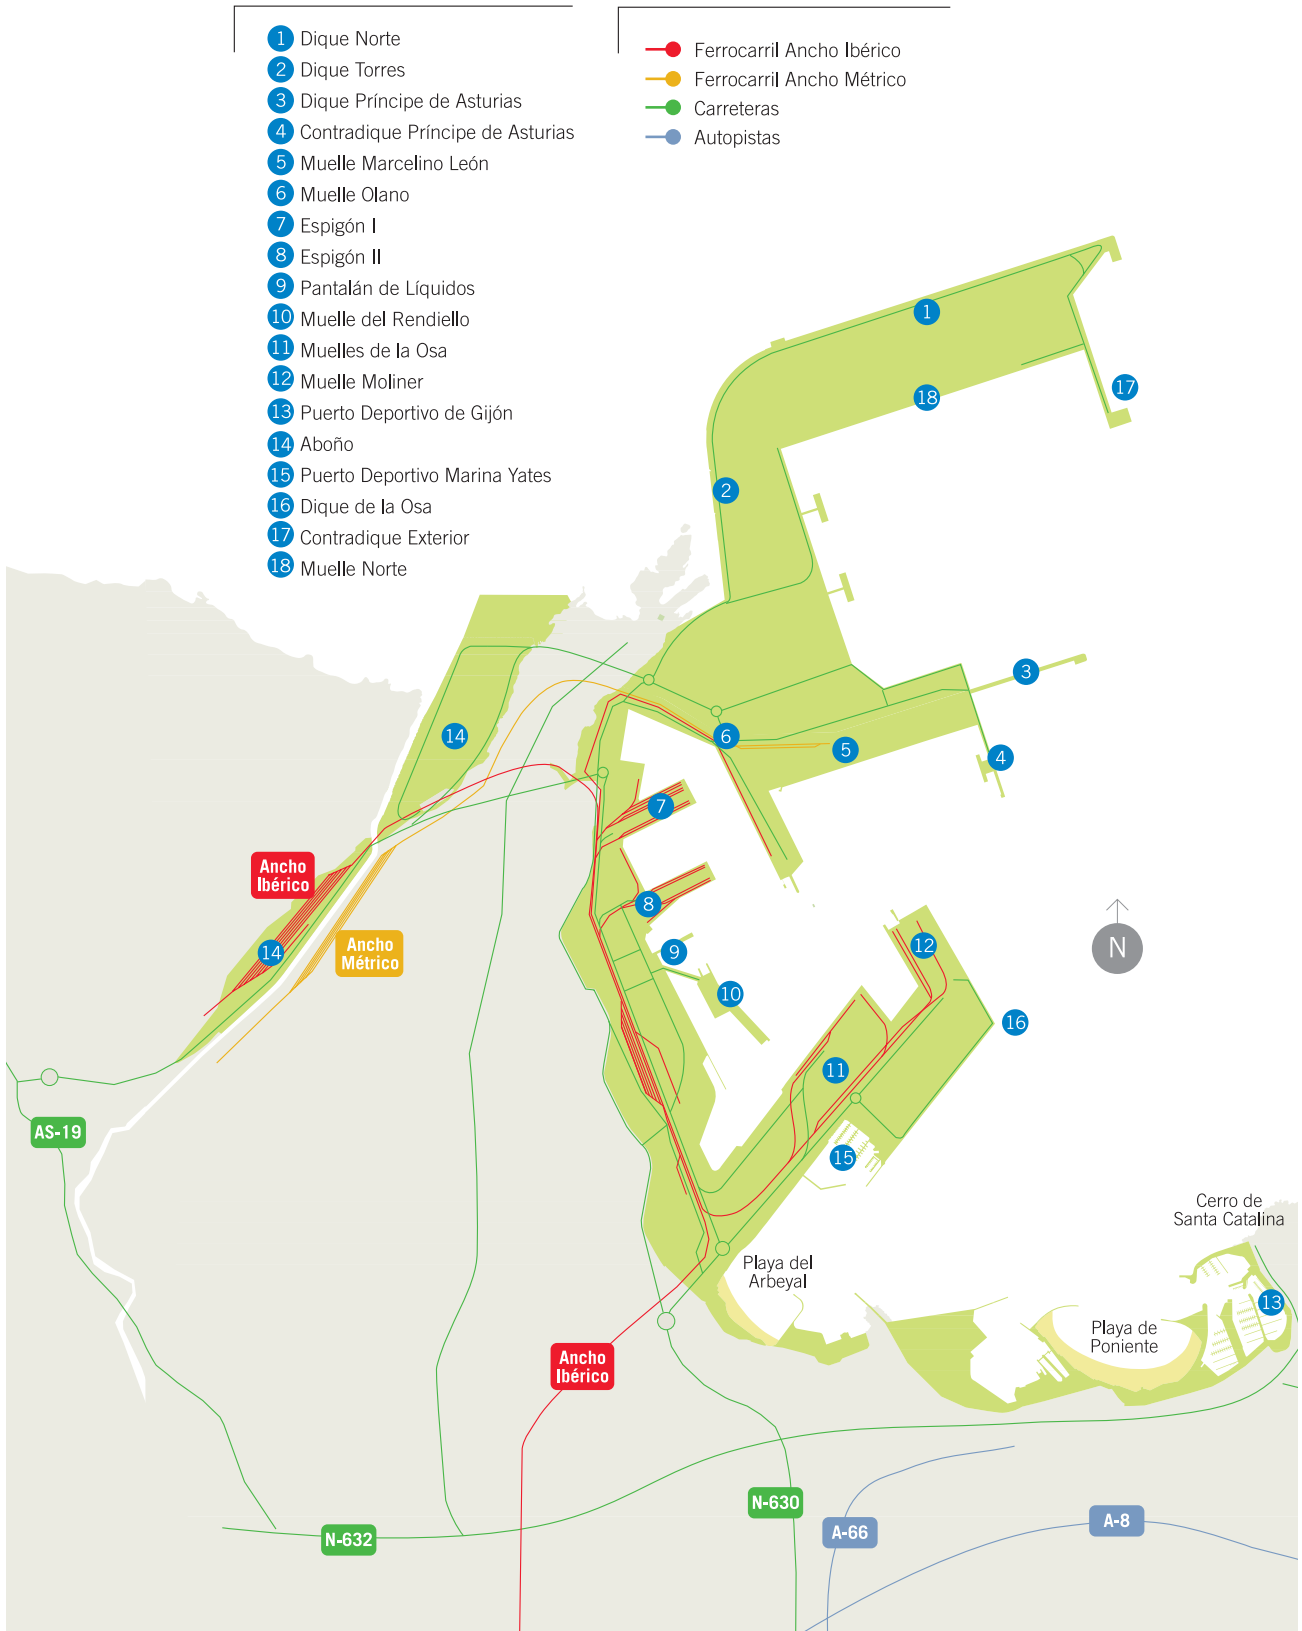 1 Dique Norte
2 Dique Torres
3 Dique Príncipe de Asturias
4 Contradique Príncipe de Asturias
5 Muelle Marcelino León
6 Muelle Olano
7 Espigón I
8 Espigón II
9 Pantalán de Líquidos
10 Muelle del Rendiello
11 Muelles de la Osa
12 Muelle Moliner
13 Puerto Deportivo de Gijón
14 Aboño
15 Puerto Deportivo Marina Yates
16 Dique de la Osa
17 Contradique Exterior
18 Muelle Norte
Ferrocarril Ancho Ibérico
Ferrocarril Ancho Métrico
Carreteras
Autopistas
1
17
18
2
3
14
6
5
4
7
Ancho
Ibérico
8
14
Ancho
Métrico
9
12
N
10
16
11
AS-19
15
Cerro de
Santa Catalina
Playa del
Arbeyal
13
Playa de
Poniente
Ancho
Ibérico
N-630
A-66
A-8
N-632